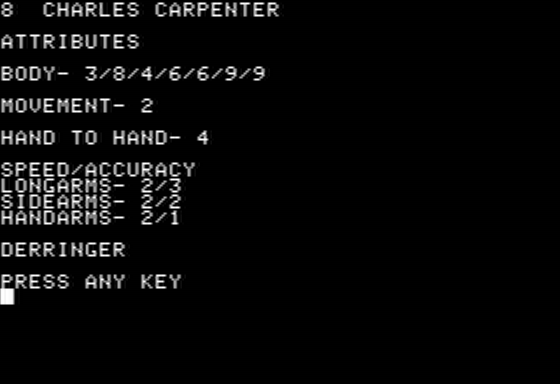 8  CHARLES CARPENTER
ATTRIBUTES
BODY- 3/8/4/6/6/9/9
MOVEMENT- 2
HAND TO HAND- 4
SPEED/ACCURACY
LONGARMS- 2/3
SIDEARMS- 2/2
HANDARMS- 2/1
DERRINGER
PRESS ANY KEY